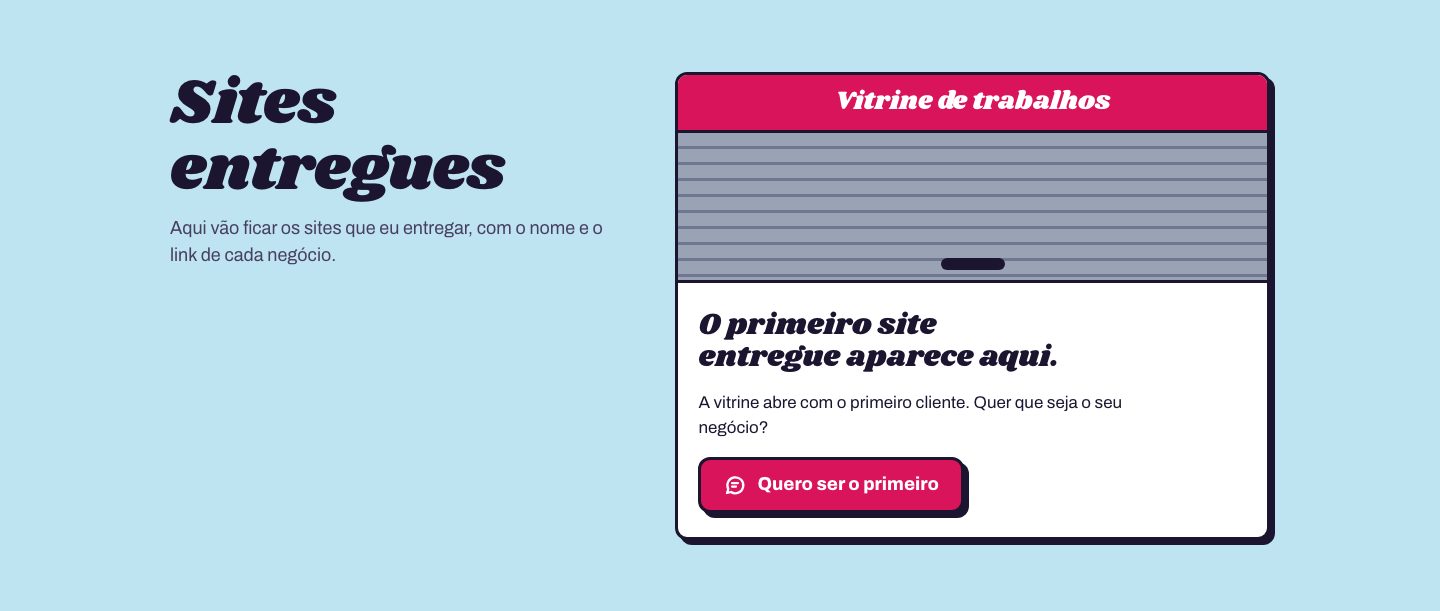 Sites
entregues
Aqui vão ficar os sites que eu entregar, com o nome e o
link de cada negócio.
Vitrine de trabalhos
O primeiro site
entregue aparece aqui.
A vitrine abre com o primeiro cliente. Quer que seja o seu
negócio?
Quero ser o primeiro